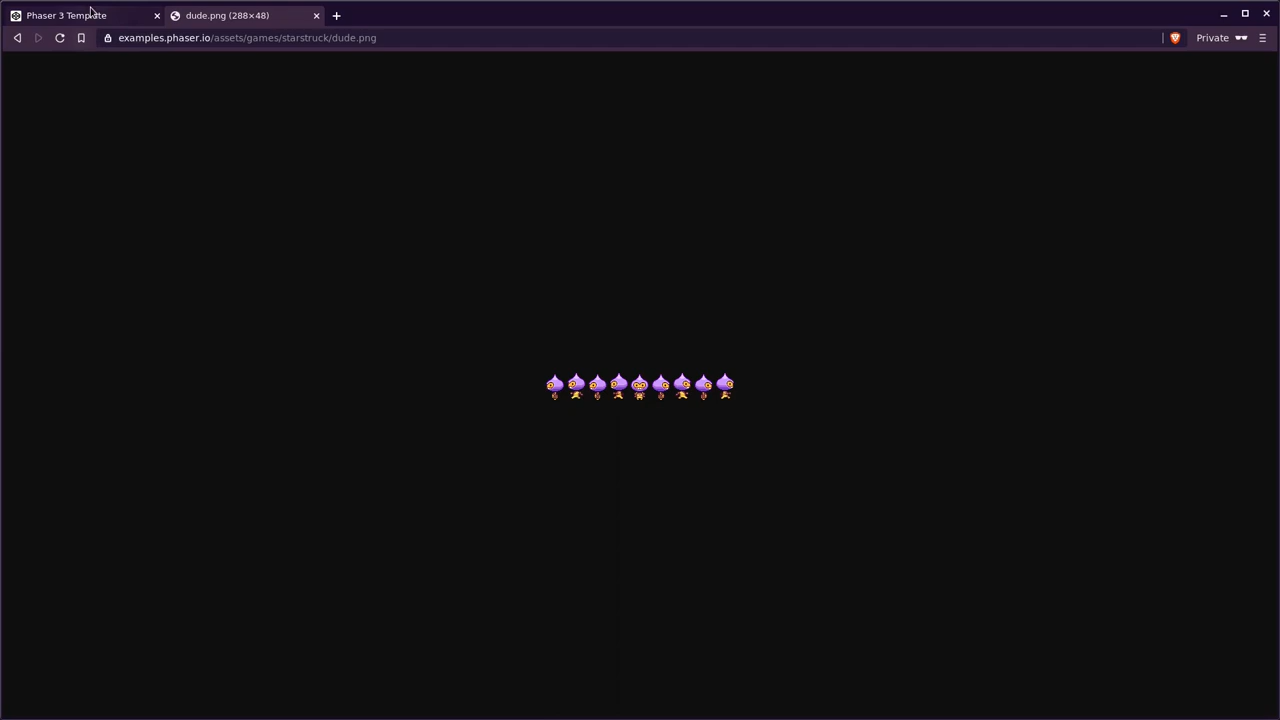 Phaser 3 Template
dude.png (288×48)
examples.phaser.io/assets/games/starstruck/dude.png
Private